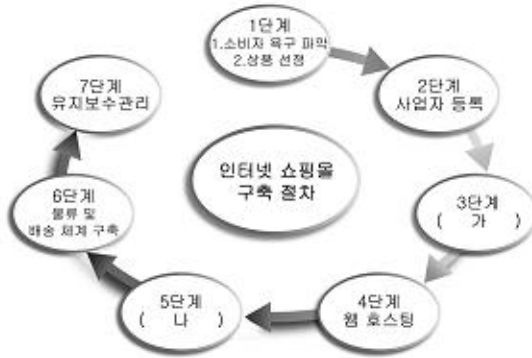 1단계
1.소비자 욕구 파악
2.상품 선정
2단계
사업자 등록
3단계
( 가 )
4단계
웹 호스팅
5단계
( 나 )
6단계
물류 및
배송 체계 구축
7단계
유지보수관리
인터넷 쇼핑몰
구축 절차